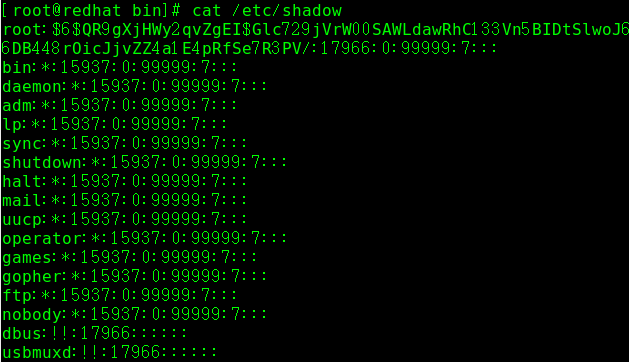 [root@redhat bin]# cat /etc/shadow
root:$6$QR9gXjHWy2qvZgEI$Glc729jVrW00SAWLdawRhC133Vn5BIDtSlwoJ6
6DB448rOicJjvZZ4a1E4pRfSe7R3PV/:17966:0:99999:7:::
bin:*:15937:0:99999:7:::
daemon:*:15937:0:99999:7:::
adm:*:15937:0:99999:7:::
lp:*:15937:0:99999:7:::
sync:*:15937:0:99999:7:::
shutdown:*:15937:0:99999:7:::
halt:*:15937:0:99999:7:::
mail:*:15937:0:99999:7:::
uucp:*:15937:0:99999:7:::
operator:*:15937:0:99999:7:::
games:*:15937:0:99999:7:::
gopher:*:15937:0:99999:7:::
ftp:*:15937:0:99999:7:::
nobody:*:15937:0:99999:7:::
dbus:!!:17966::::::
usbmuxd:!!:17966::::::